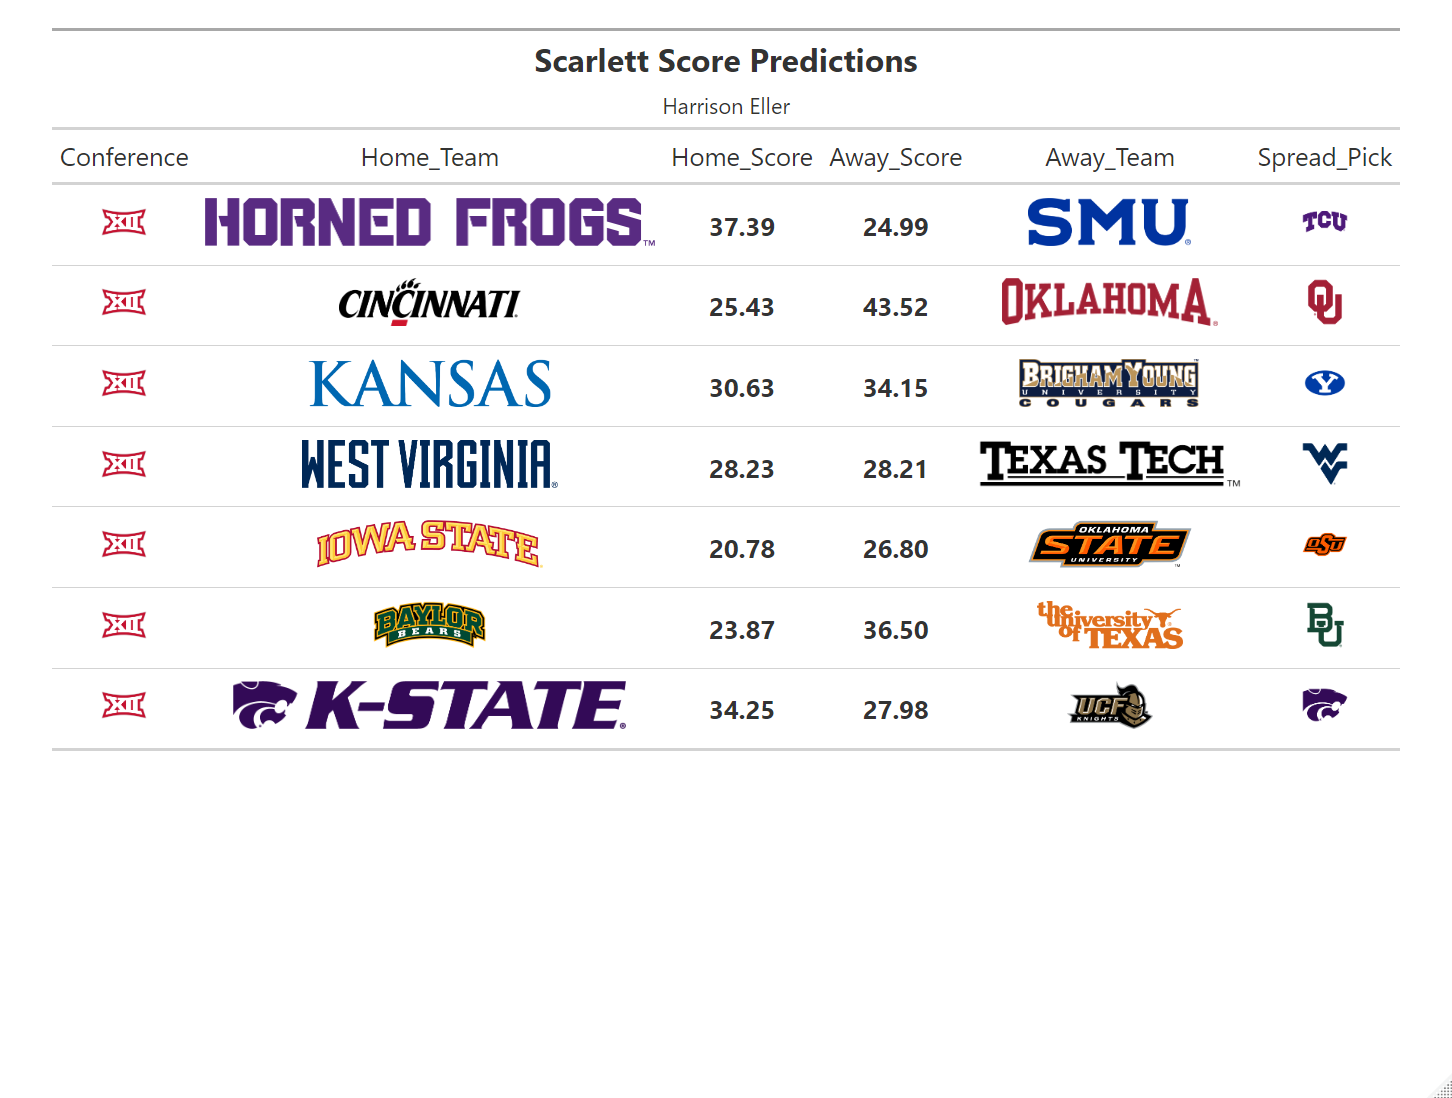 Scarlett Score Predictions
Harrison Eller
Conference Home_Team Home_Score Away_Score Away_Team Spread_Pick
XII HORNED FROGS™ 37.39 24.99 SMU® TCU
XII CINCINNATI 25.43 43.52 OKLAHOMA® OU
XII KANSAS 30.63 34.15 BRIGHAM YOUNG UNIVERSITY COUGARS™ Y
XII WEST VIRGINIA® 28.23 28.21 TEXAS TECH™ WV
XII IOWA STATE 20.78 26.80 OKLAHOMA STATE UNIVERSITY™ OSU
XII BAYLOR BEARS 23.87 36.50 the University of TEXAS BU
XII K-STATE® 34.25 27.98 UCF KNIGHTS